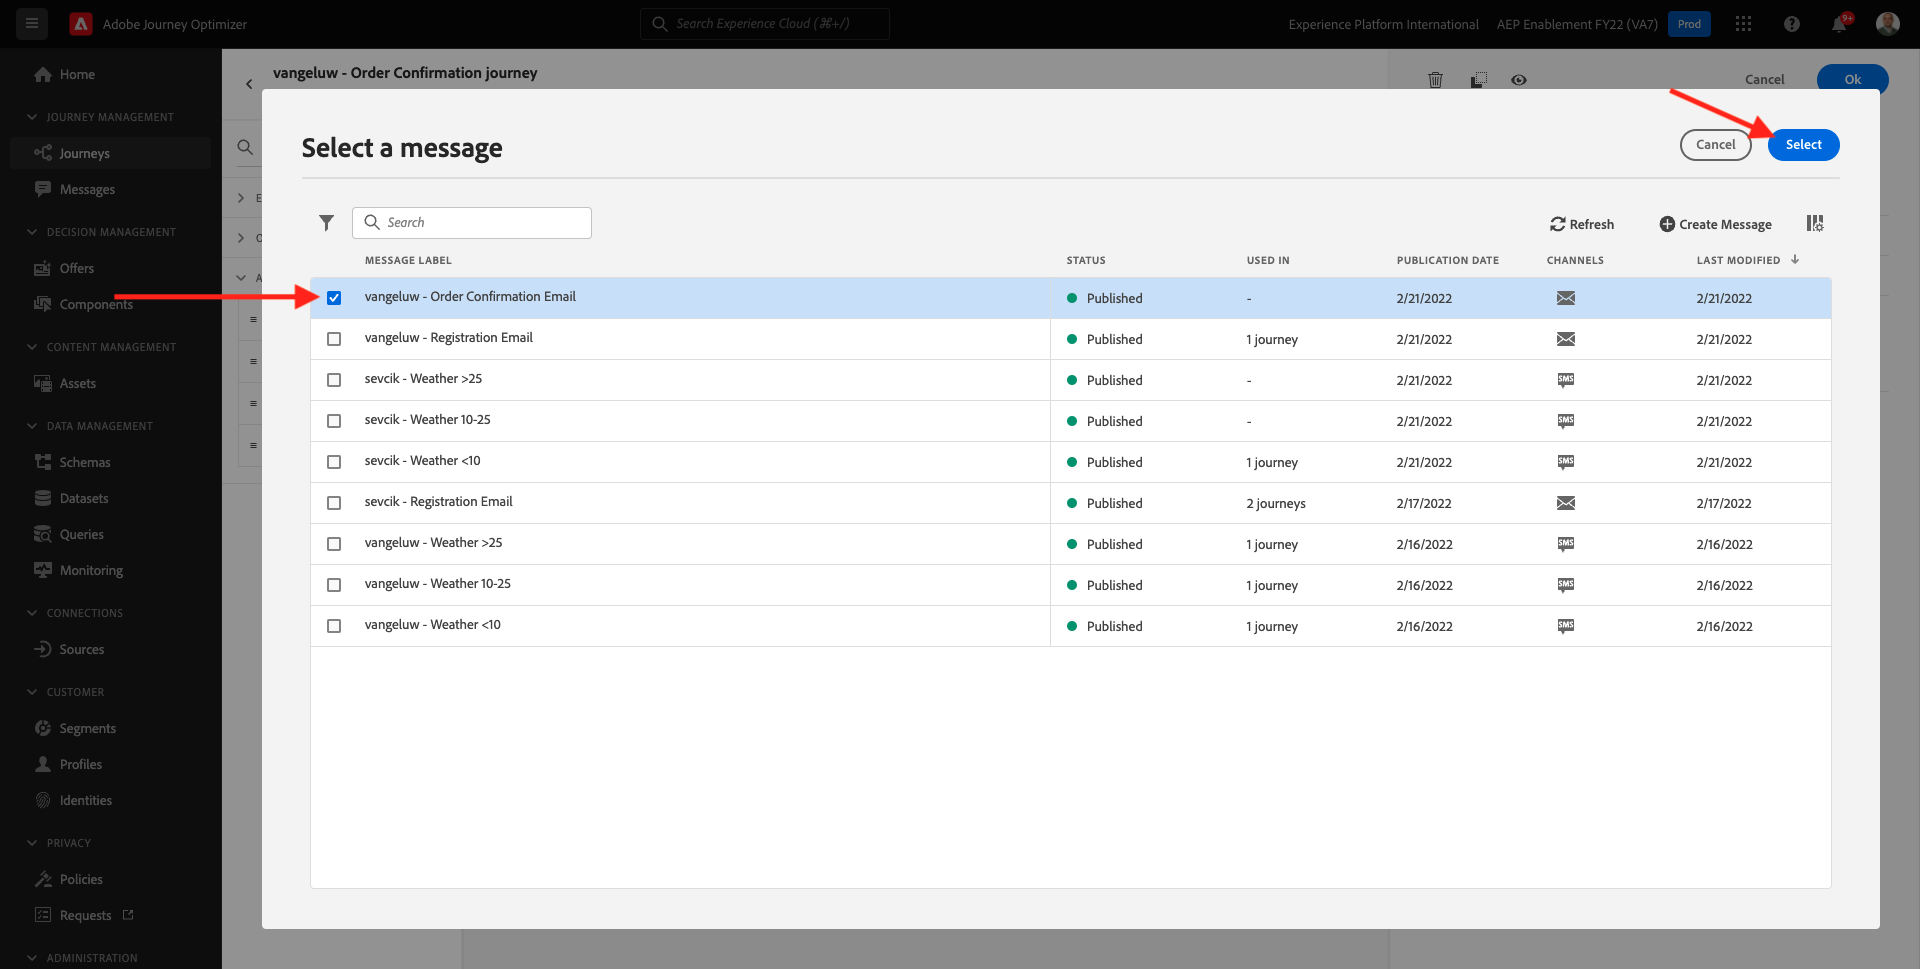 Adobe Journey Optimizer
Search Experience Cloud (⌘+/)
Experience Platform International
AEP Enablement FY22 (VA7)
Prod
9+
Home
JOURNEY MANAGEMENT
Journeys
Messages
DECISION MANAGEMENT
Offers
Components
CONTENT MANAGEMENT
Assets
DATA MANAGEMENT
Schemas
Datasets
Queries
Monitoring
CONNECTIONS
Sources
CUSTOMER
Segments
Profiles
Identities
PRIVACY
Policies
Requests
ADMINISTRATION
vangeluw - Order Confirmation journey
Cancel
Ok
E
O
A
Select a message
Cancel
Select
Search
Refresh
Create Message
MESSAGE LABEL STATUS USED IN PUBLICATION DATE CHANNELS LAST MODIFIED
vangeluw - Order Confirmation Email Published - 2/21/2022 2/21/2022
vangeluw - Registration Email Published 1 journey 2/21/2022 2/21/2022
sevcik - Weather >25 Published - 2/21/2022 SMS 2/21/2022
sevcik - Weather 10-25 Published - 2/21/2022 SMS 2/21/2022
sevcik - Weather <10 Published 1 journey 2/21/2022 SMS 2/21/2022
sevcik - Registration Email Published 2 journeys 2/17/2022 2/17/2022
vangeluw - Weather >25 Published 1 journey 2/16/2022 SMS 2/16/2022
vangeluw - Weather 10-25 Published 1 journey 2/16/2022 SMS 2/16/2022
vangeluw - Weather <10 Published 1 journey 2/16/2022 SMS 2/16/2022